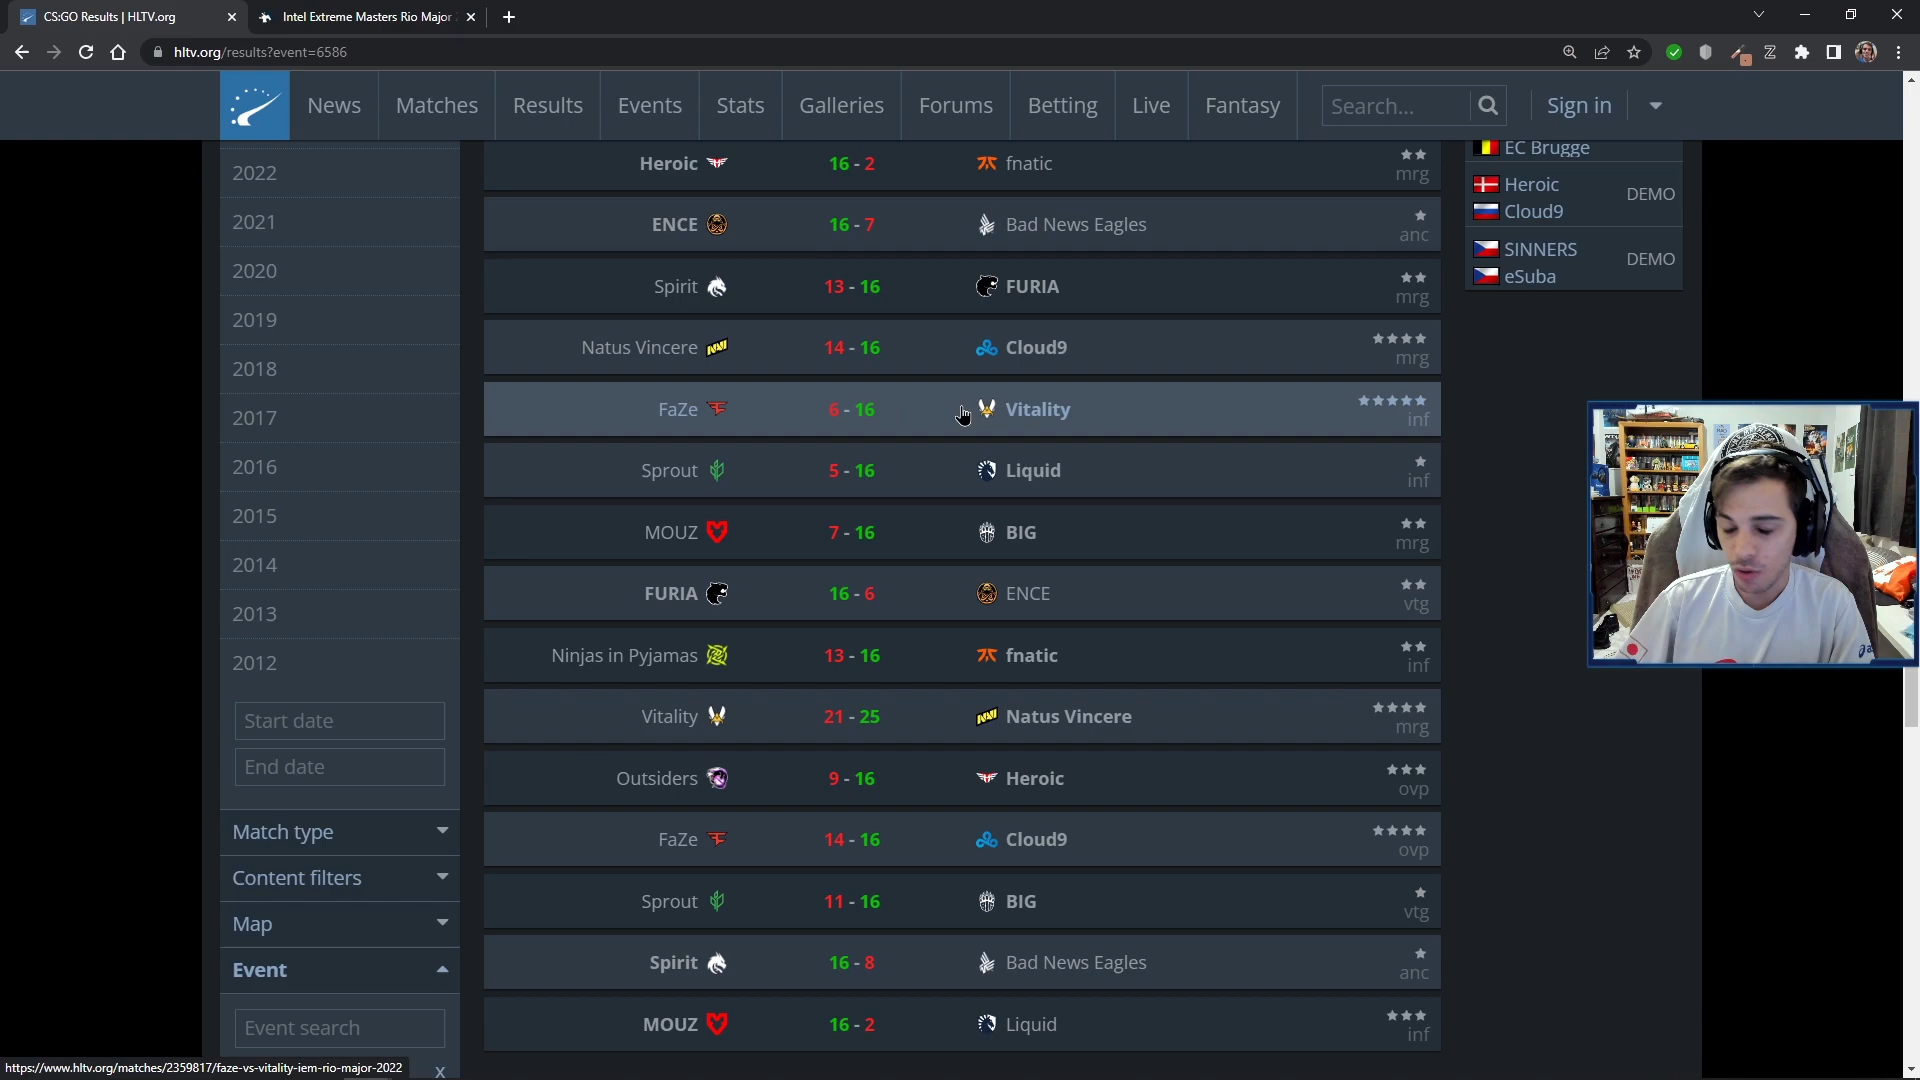 CS:GO Results | HLTV.org
Intel Extreme Masters Rio Major
hltv.org/results?event=6586
News
Matches
Results
Events
Stats
Galleries
Forums
Betting
Live
Fantasy
Search...
Sign in
2022
2021
2020
2019
2018
2017
2016
2015
2014
2013
2012
Start date
End date
Match type
Content filters
Map
Event
Event search
x
Heroic 16 - 2 fnatic mrg
ENCE 16 - 7 Bad News Eagles anc
Spirit 13 - 16 FURIA mrg
Natus Vincere 14 - 16 Cloud9 mrg
FaZe 6 - 16 Vitality inf
Sprout 5 - 16 Liquid inf
MOUZ 7 - 16 BIG mrg
FURIA 16 - 6 ENCE vtg
Ninjas in Pyjamas 13 - 16 fnatic inf
Vitality 21 - 25 Natus Vincere mrg
Outsiders 9 - 16 Heroic ovp
FaZe 14 - 16 Cloud9 ovp
Sprout 11 - 16 BIG vtg
Spirit 16 - 8 Bad News Eagles anc
MOUZ 16 - 2 Liquid inf
EC Brugge
Heroic
Cloud9
DEMO
SINNERS
eSuba
DEMO
https://www.hltv.org/matches/2359817/faze-vs-vitality-iem-rio-major-2022